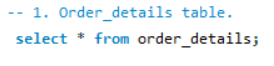 -- 1. Order_details table.
select * from order_details;